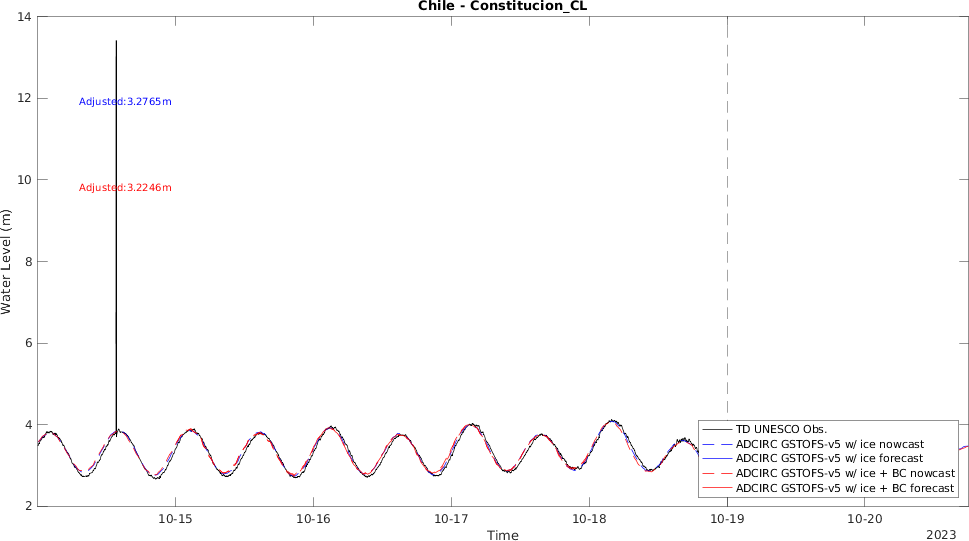 Chile - Constitucion_CL
14
12
10
8
6
4
2
Water Level (m)
Adjusted:3.2765m
Adjusted:3.2246m
TD UNESCO Obs.
ADCIRC GSTOFS-v5 w/ ice nowcast
ADCIRC GSTOFS-v5 w/ ice forecast
ADCIRC GSTOFS-v5 w/ ice + BC nowcast
ADCIRC GSTOFS-v5 w/ ice + BC forecast
10-15
10-16
10-17
10-18
10-19
10-20
Time
2023